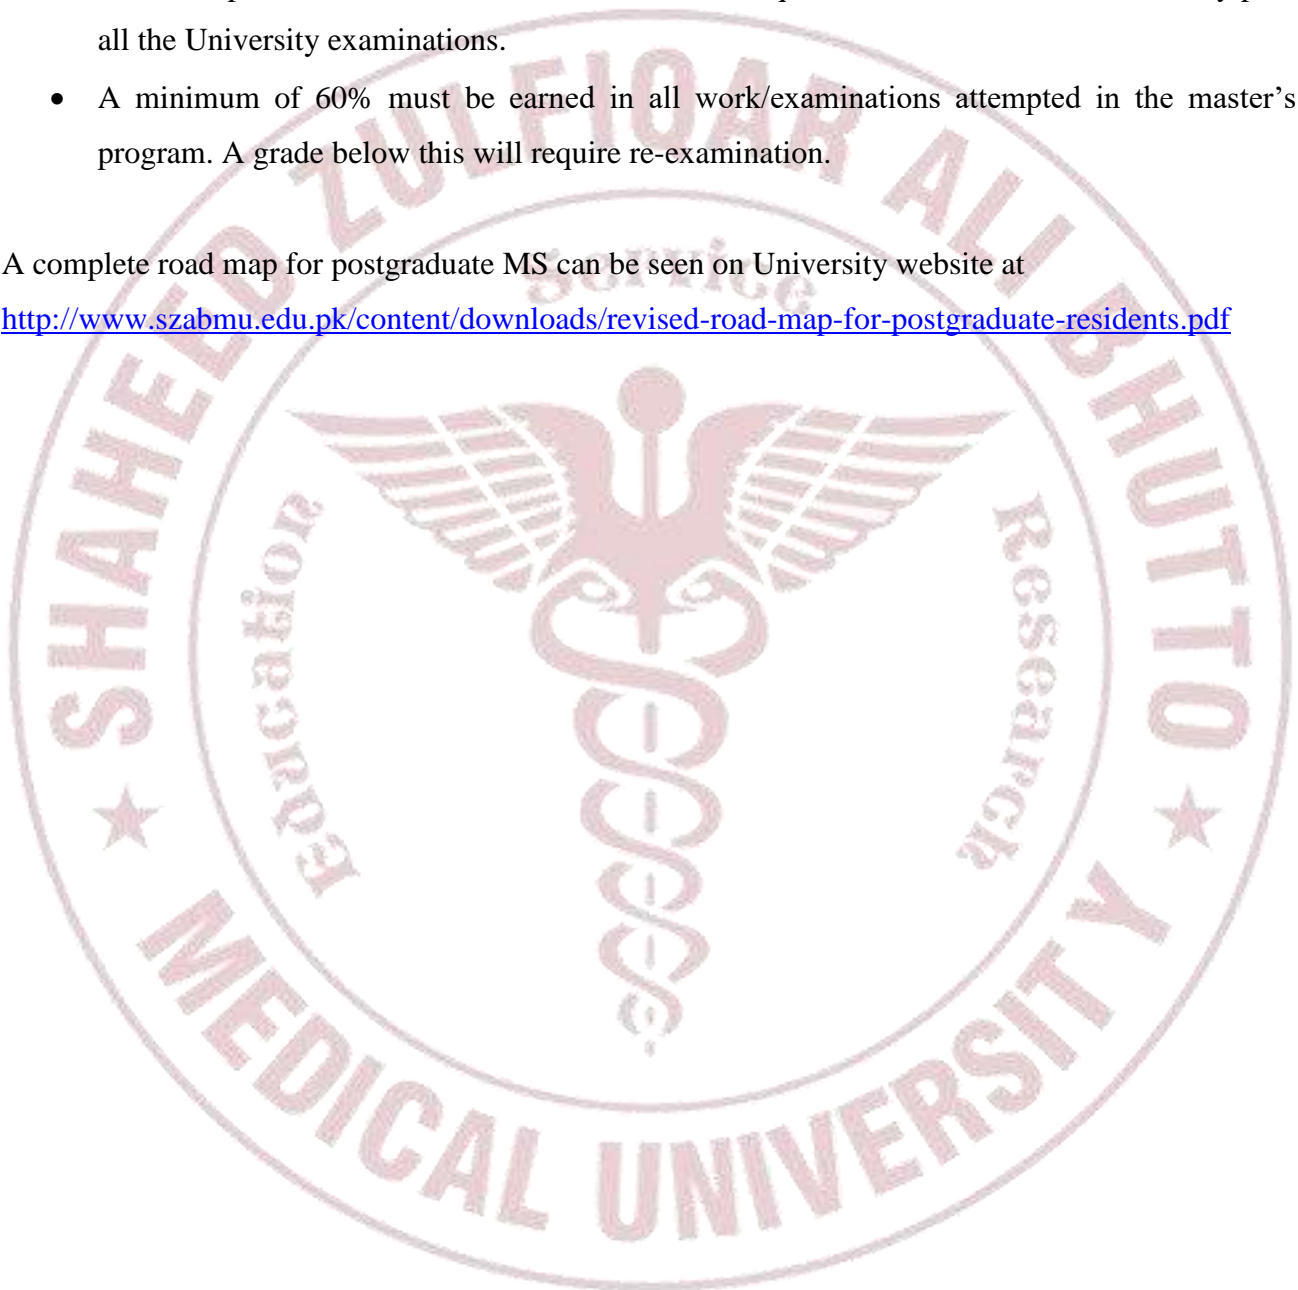 all the University examinations.
• A minimum of 60% must be earned in all work/examinations attempted in the master’s
program. A grade below this will require re-examination.
A complete road map for postgraduate MS can be seen on University website at
http://www.szabmu.edu.pk/content/downloads/revised-road-map-for-postgraduate-residents.pdf
SHAHEED ZULFIQAR ALI BHUTTO
Service
Education
Research
★ MEDICAL UNIVERSITY ★